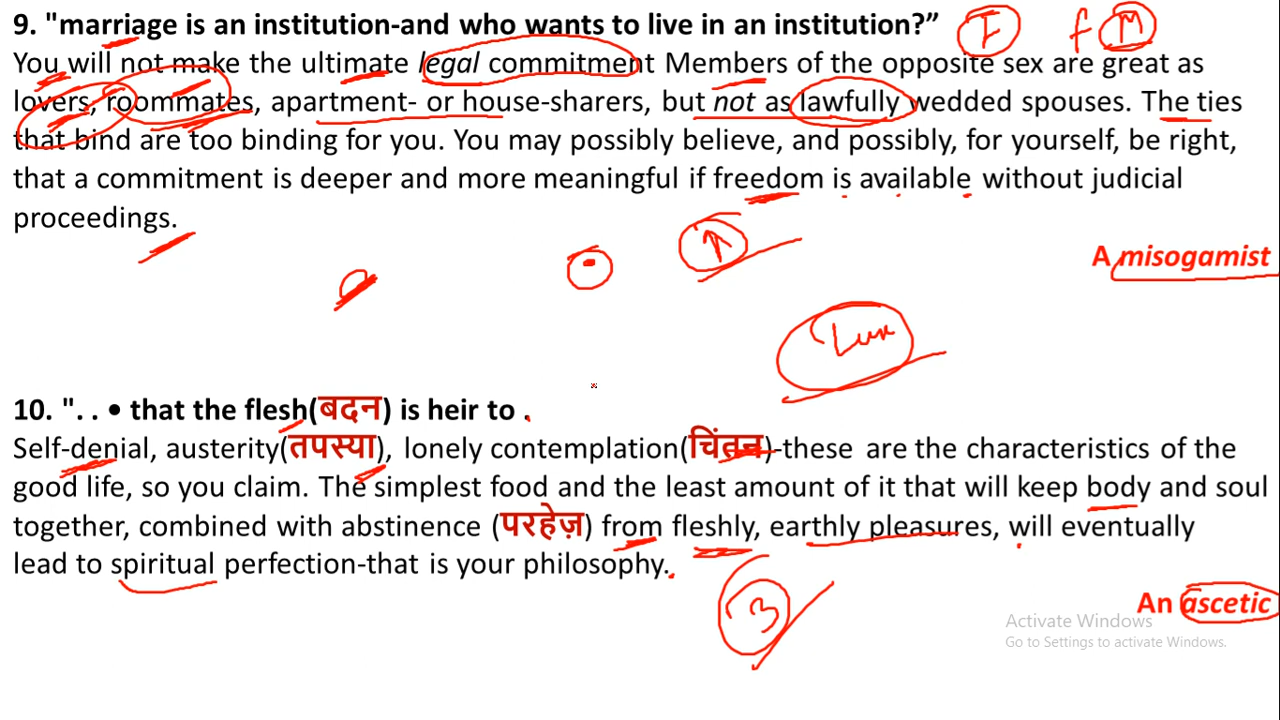 9. "marriage is an institution-and who wants to live in an institution?”
F f M
You will not make the ultimate legal commitment Members of the opposite sex are great as
lovers, roommates, apartment- or house-sharers, but not as lawfully wedded spouses. The ties
that bind are too binding for you. You may possibly believe, and possibly, for yourself, be right,
that a commitment is deeper and more meaningful if freedom is available without judicial
proceedings.
A misogamist
10. ". . • that the flesh(बदन) is heir to .
Self-denial, austerity(तपस्या), lonely contemplation(चिंतन)-these are the characteristics of the
good life, so you claim. The simplest food and the least amount of it that will keep body and soul
together, combined with abstinence (परहेज़) from fleshly, earthly pleasures, will eventually
lead to spiritual perfection-that is your philosophy.
3
An ascetic
Activate Windows
Go to Settings to activate Windows.